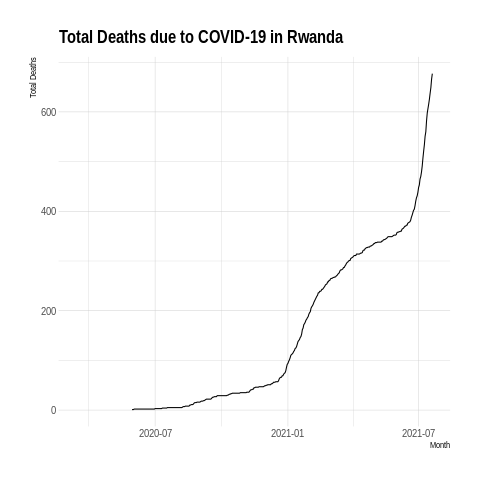 Total Deaths due to COVID-19 in Rwanda
Total Deaths
600
400
200
0
2020-07
2021-01
2021-07
Month